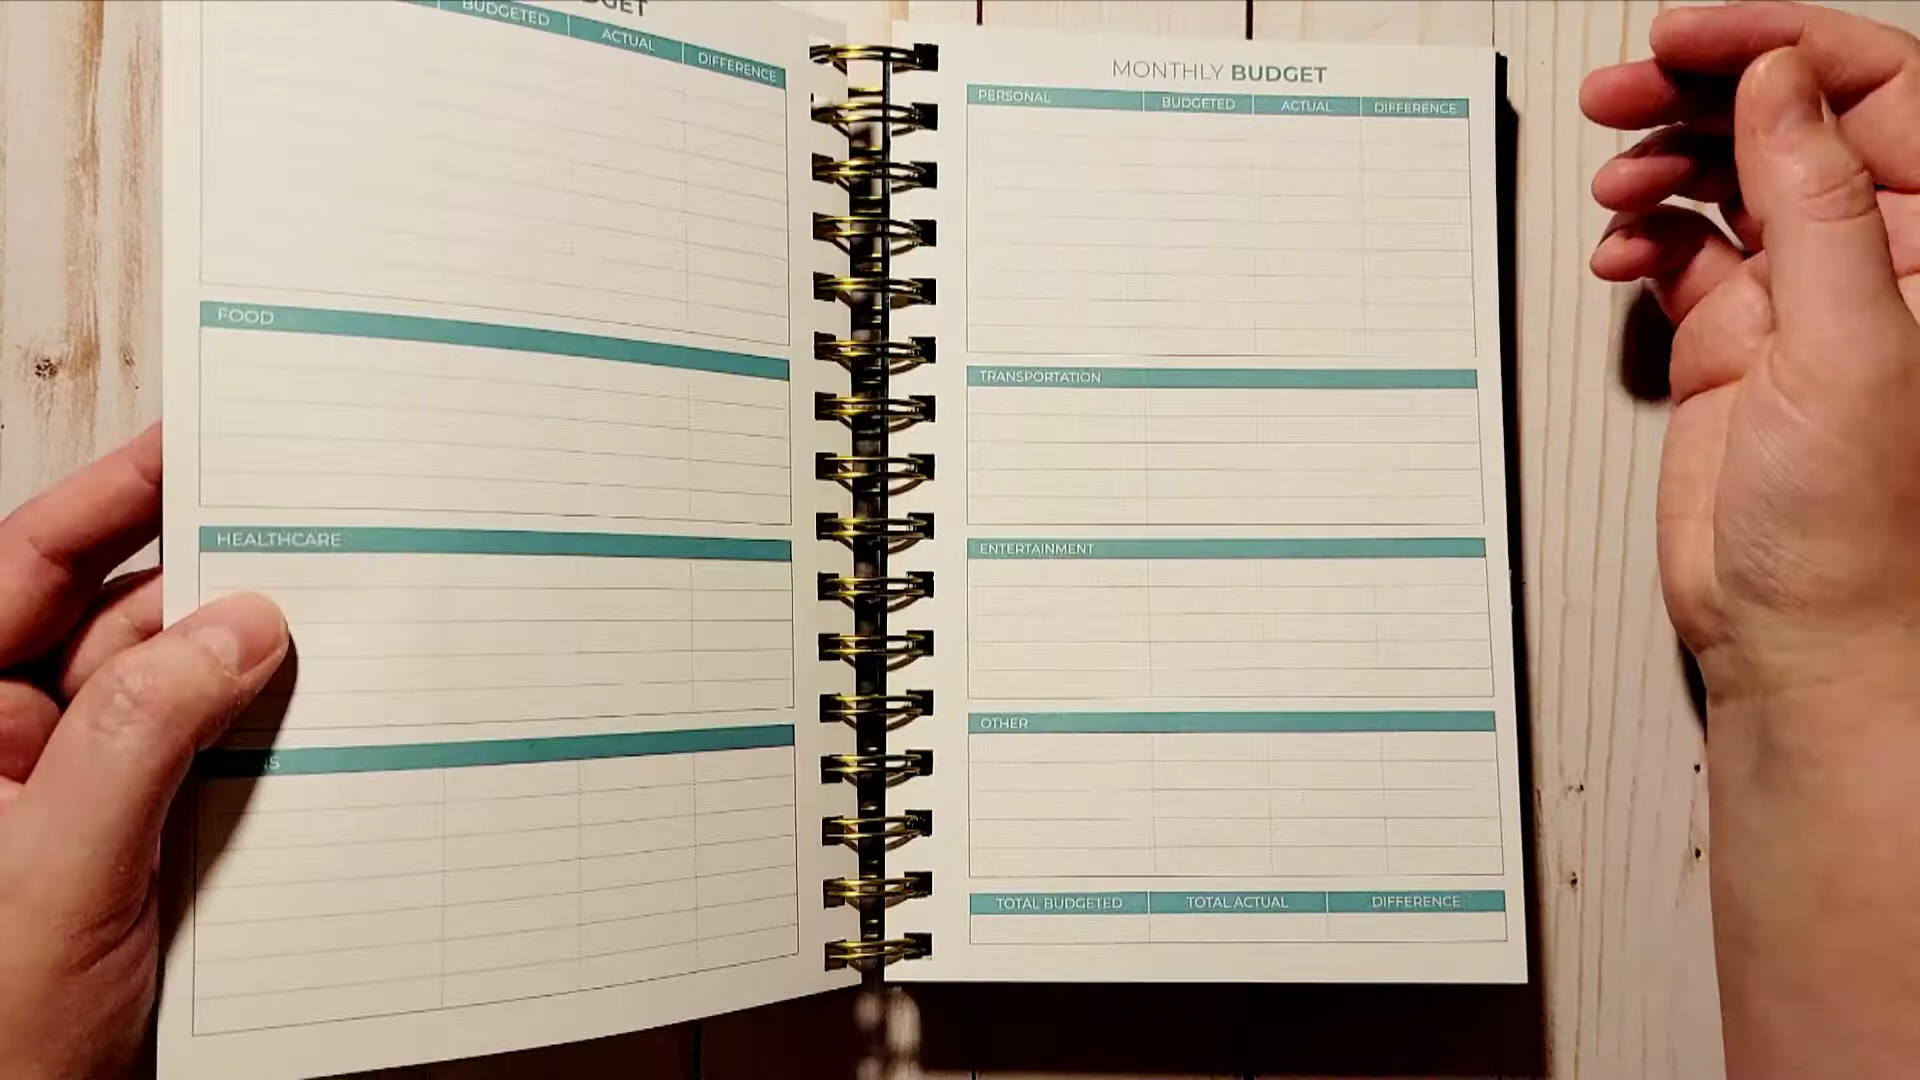 BUDGETED ACTUAL DIFFERENCE
FOOD
HEALTHCARE
MONTHLY BUDGET
PERSONAL BUDGETED ACTUAL DIFFERENCE
TRANSPORTATION
ENTERTAINMENT
OTHER
TOTAL BUDGETED TOTAL ACTUAL DIFFERENCE